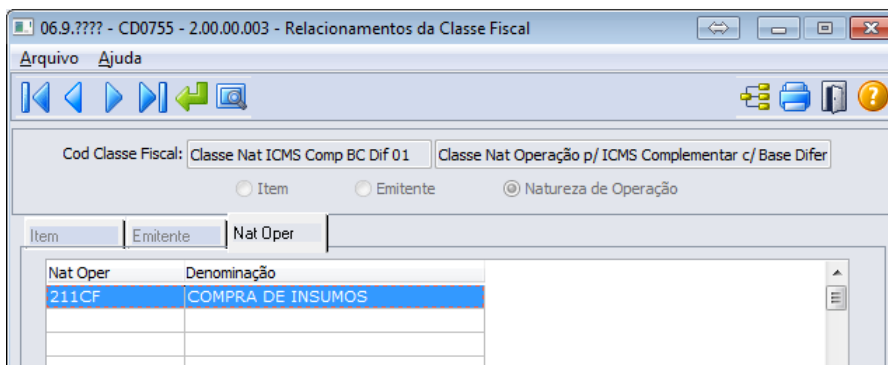 06.9.???? - CD0755 - 2.00.00.003 - Relacionamentos da Classe Fiscal
Arquivo Ajuda
Cod Classe Fiscal: Classe Nat ICMS Comp BC Dif 01 Classe Nat Operação p/ ICMS Complementar c/ Base Difer
Item Emitente Natureza de Operação
Item Emitente Nat Oper
Nat Oper Denominação
211CF COMPRA DE INSUMOS